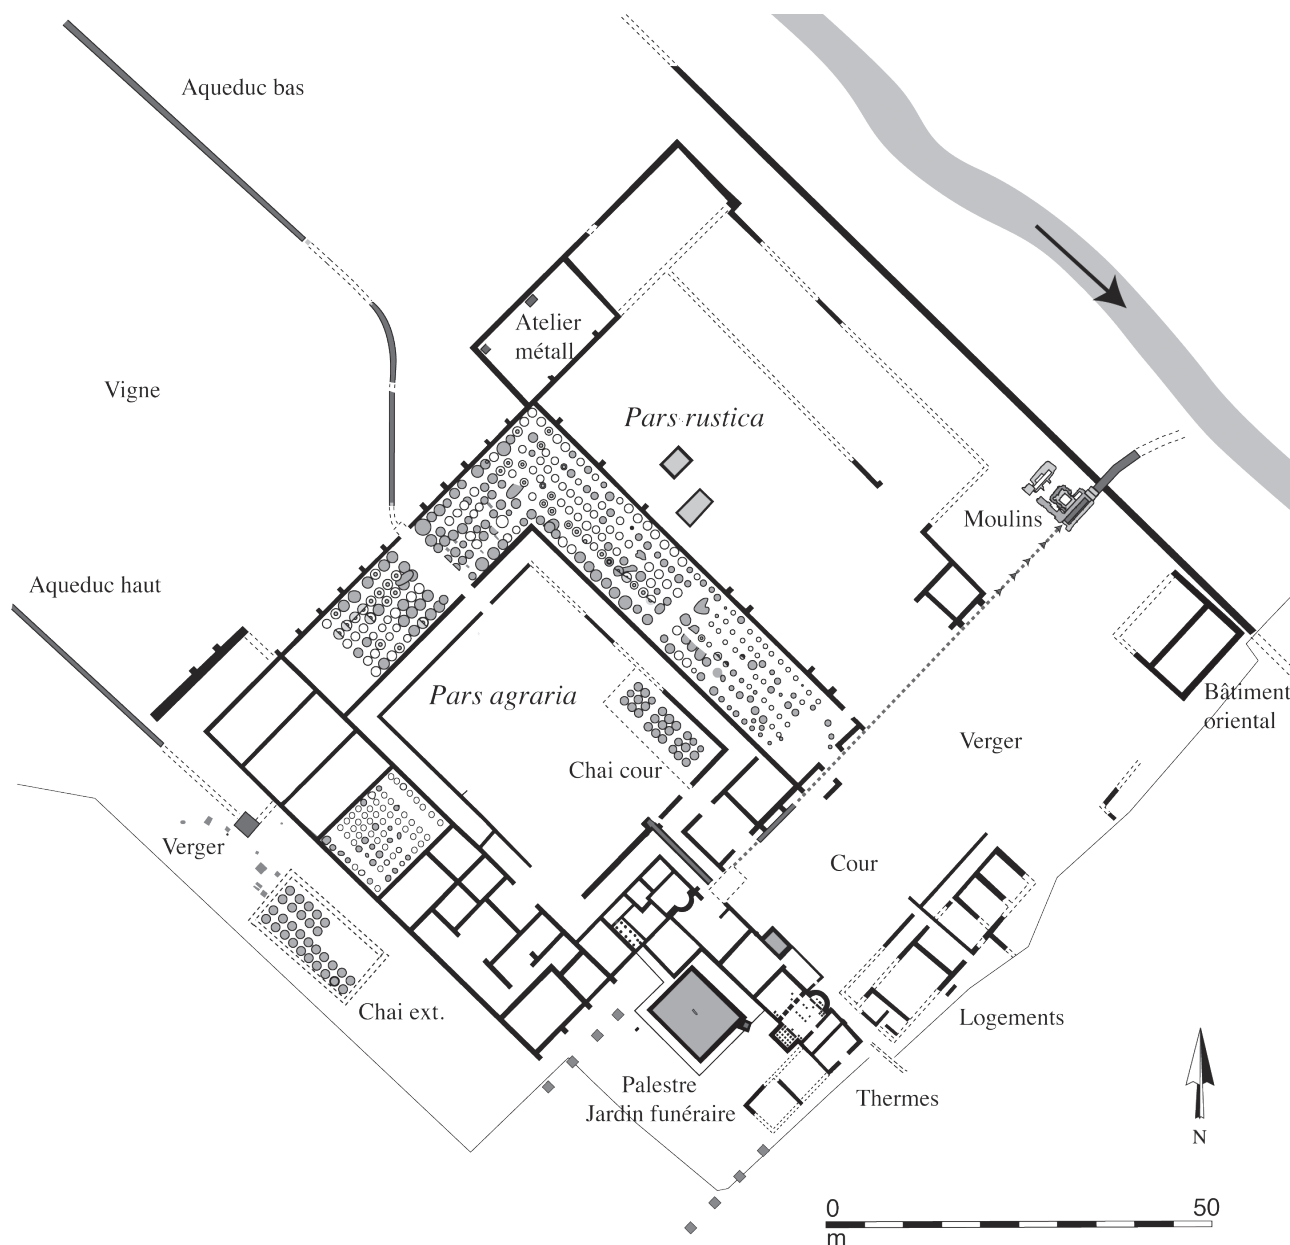 Aqueduc bas
Atelier
métall
Vigne
Pars rustica
Moulins
Aqueduc haut
Pars agraria
Bâtiment
oriental
Verger
Chai cour
Verger
Cour
Chai ext.
Logements
Palestre
Jardin funéraire
Thermes
N
0 50
m